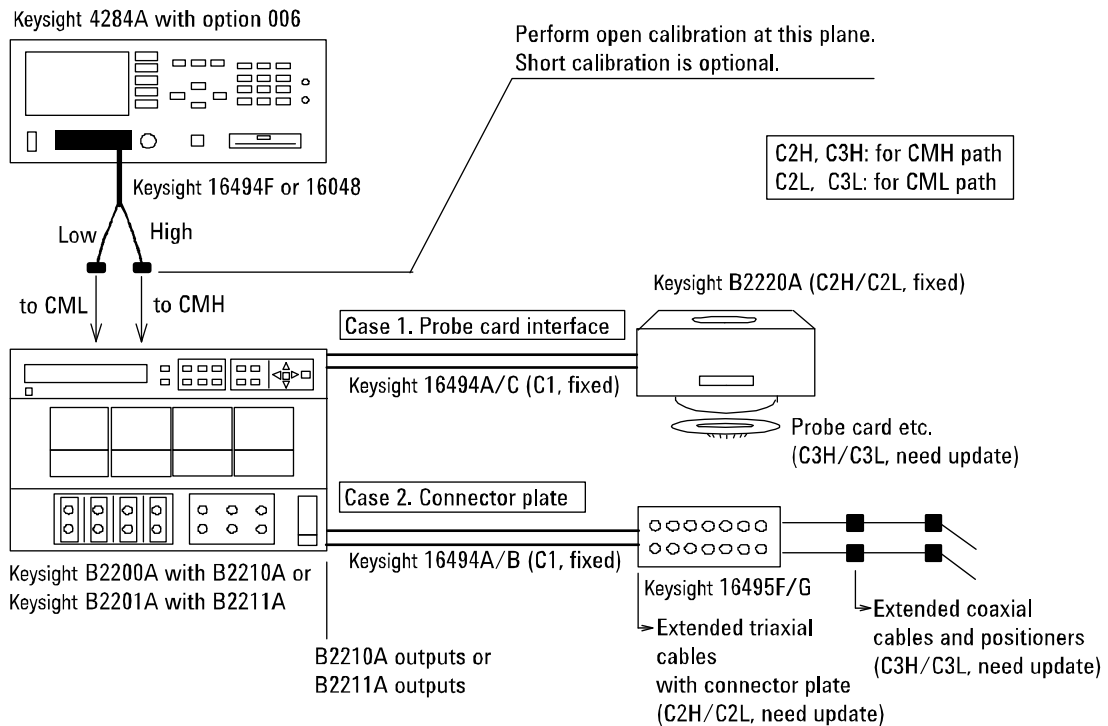 Keysight 4284A with option 006
Perform open calibration at this plane.
Short calibration is optional.
C2H, C3H: for CMH path
C2L, C3L: for CML path
Keysight 16494F or 16048
Low
High
to CML
to CMH
Keysight B2220A (C2H/C2L, fixed)
Case 1. Probe card interface
Keysight 16494A/C (C1, fixed)
Probe card etc.
(C3H/C3L, need update)
Case 2. Connector plate
Keysight 16494A/B (C1, fixed)
Keysight B2200A with B2210A or
Keysight B2201A with B2211A
Keysight 16495F/G
B2210A outputs or
B2211A outputs
Extended triaxial
cables
with connector plate
(C2H/C2L, need update)
Extended coaxial
cables and positioners
(C3H/C3L, need update)